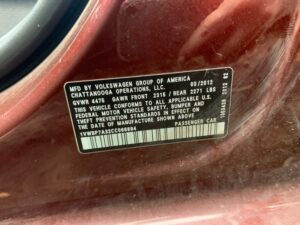 MFD BY VOLKSWAGEN GROUP OF AMERICA
CHATTANOOGA OPERATIONS, LLC. 05/2012
GVWR 4476 GAWR FRONT 2315 / REAR 2271 LBS
THIS VEHICLE CONFORMS TO ALL APPLICABLE
FEDERAL MOTOR VEHICLE SAFETY, BUMPER AND
THEFT PREVENTION STANDARDS IN EFFECT ON THE
DATE OF MANUFACTURE SHOWN ABOVE.
PASSENGER CAR